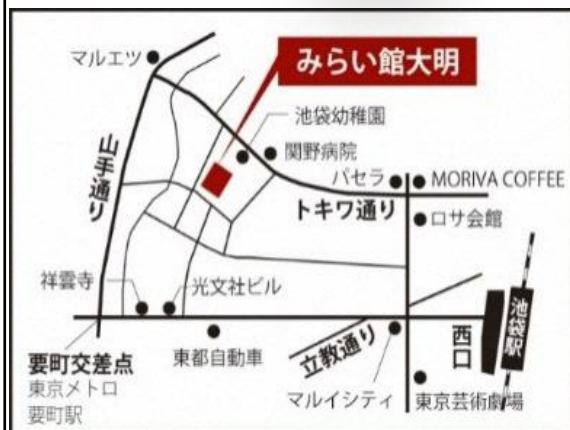 マルエツ
みらい館大明
池袋幼稚園
関野病院
山手通り
パセラ
MORIVA COFFEE
トキワ通り
ロサ会館
祥雲寺
光文社ビル
池袋駅
西口
要町交差点
東京メトロ
要町駅
東都自動車
立教通り
マルイシティ
東京芸術劇場